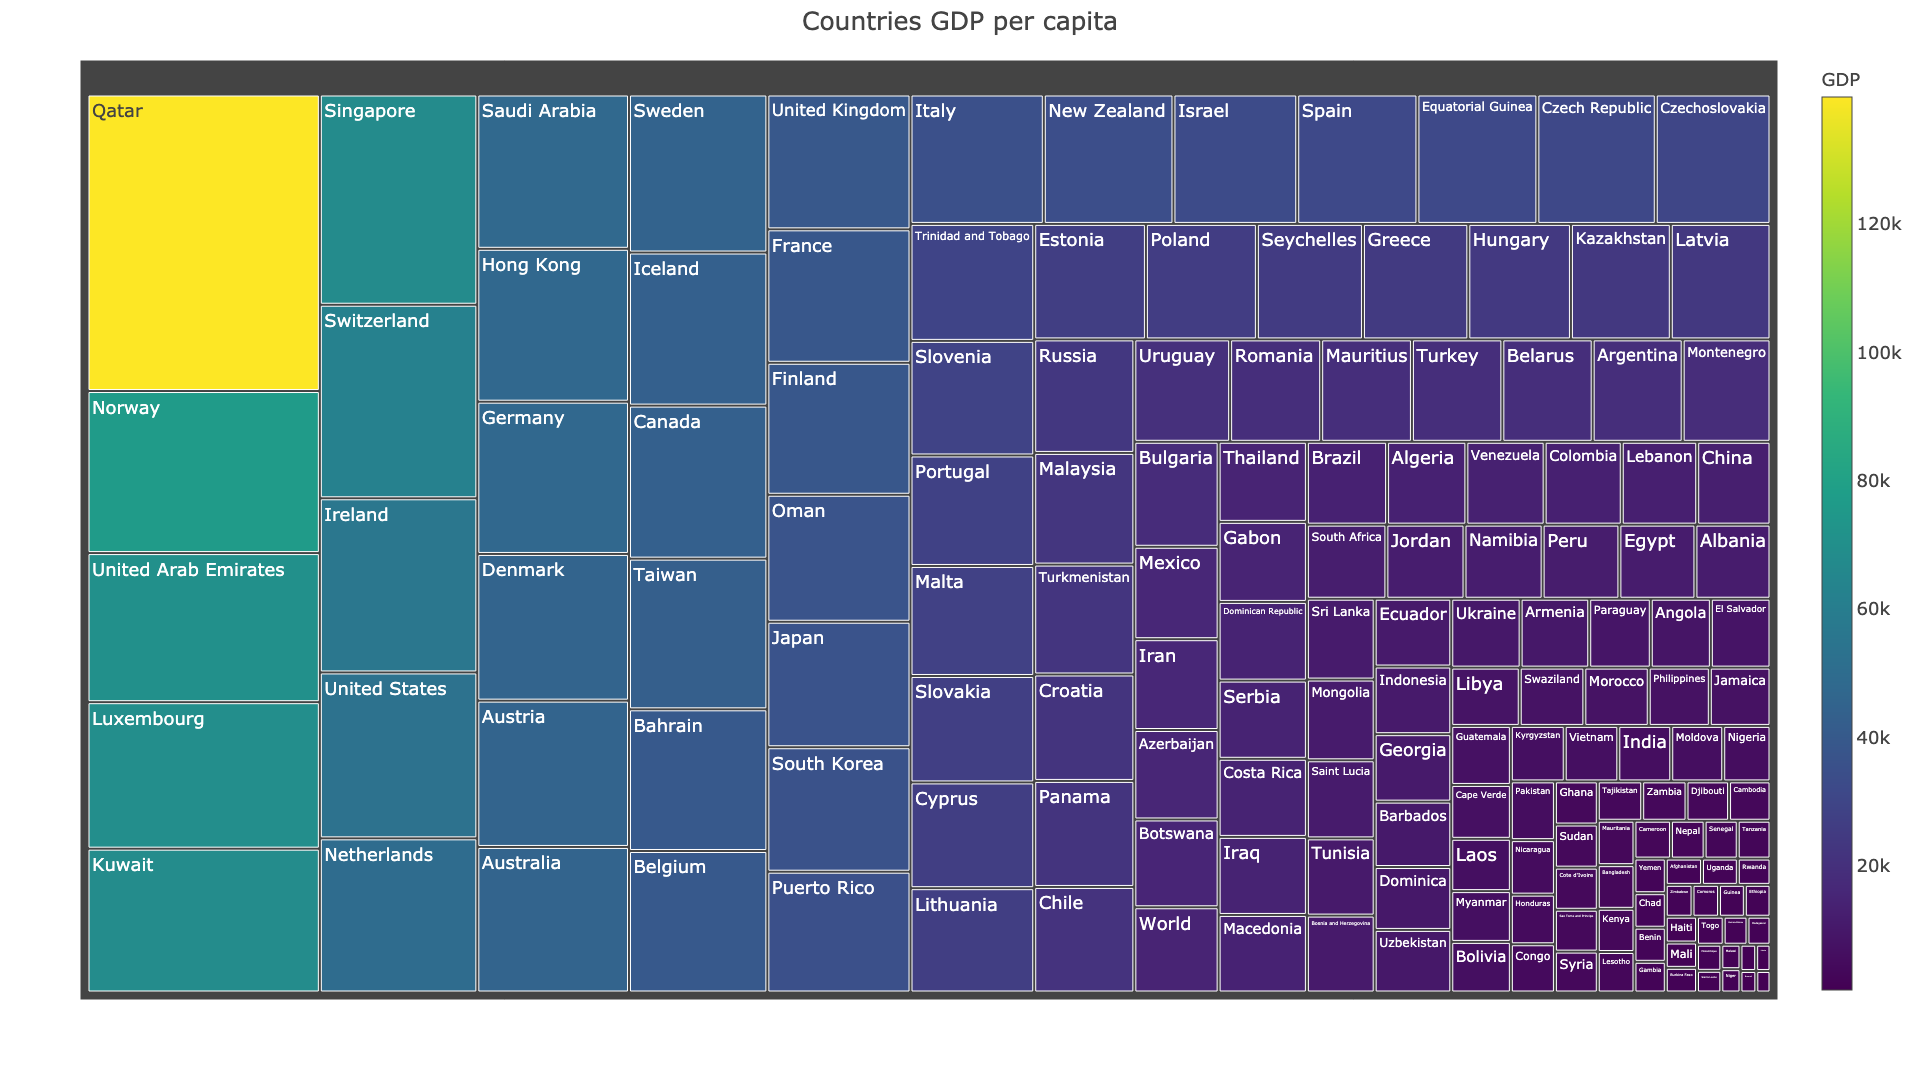 Countries GDP per capita
GDP
120k
100k
80k
60k
40k
20k
Qatar
Norway
United Arab Emirates
Luxembourg
Kuwait
Singapore
Switzerland
Ireland
United States
Netherlands
Saudi Arabia
Hong Kong
Germany
Denmark
Austria
Australia
Sweden
Iceland
Canada
Taiwan
Bahrain
Belgium
United Kingdom
France
Finland
Oman
Japan
South Korea
Puerto Rico
Italy
New Zealand
Israel
Spain
Equatorial Guinea
Czech Republic
Czechoslovakia
Trinidad and Tobago
Slovenia
Portugal
Malta
Slovakia
Cyprus
Lithuania
Estonia
Poland
Seychelles
Greece
Hungary
Kazakhstan
Latvia
Russia
Malaysia
Turkmenistan
Croatia
Panama
Chile
Uruguay
Romania
Mauritius
Turkey
Belarus
Argentina
Montenegro
Bulgaria
Mexico
Iran
Azerbaijan
Botswana
World
Thailand
Gabon
Dominican Republic
Serbia
Costa Rica
Iraq
Macedonia
Brazil
Algeria
Venezuela
Colombia
Lebanon
China
South Africa
Jordan
Namibia
Peru
Egypt
Albania
Sri Lanka
Mongolia
Saint Lucia
Tunisia
Bosnia and Herzegovina
Ecuador
Indonesia
Georgia
Barbados
Dominica
Uzbekistan
Ukraine
Armenia
Paraguay
Angola
El Salvador
Libya
Swaziland
Morocco
Philippines
Jamaica
Guatemala
Cape Verde
Laos
Myanmar
Bolivia
Kyrgyzstan
Vietnam
India
Moldova
Nigeria
Pakistan
Nicaragua
Honduras
Congo
Ghana
Sudan
Cote d'Ivoire
Sao Tome and Principe
Syria
Tajikistan
Zambia
Djibouti
Cambodia
Mauritania
Bangladesh
Kenya
Lesotho
Cameroon
Nepal
Senegal
Tanzania
Yemen
Chad
Benin
Gambia
Afghanistan
Uganda
Rwanda
Zimbabwe
Comoros
Guinea
Ethiopia
Haiti
Mali
Burkina Faso
Togo
Niger